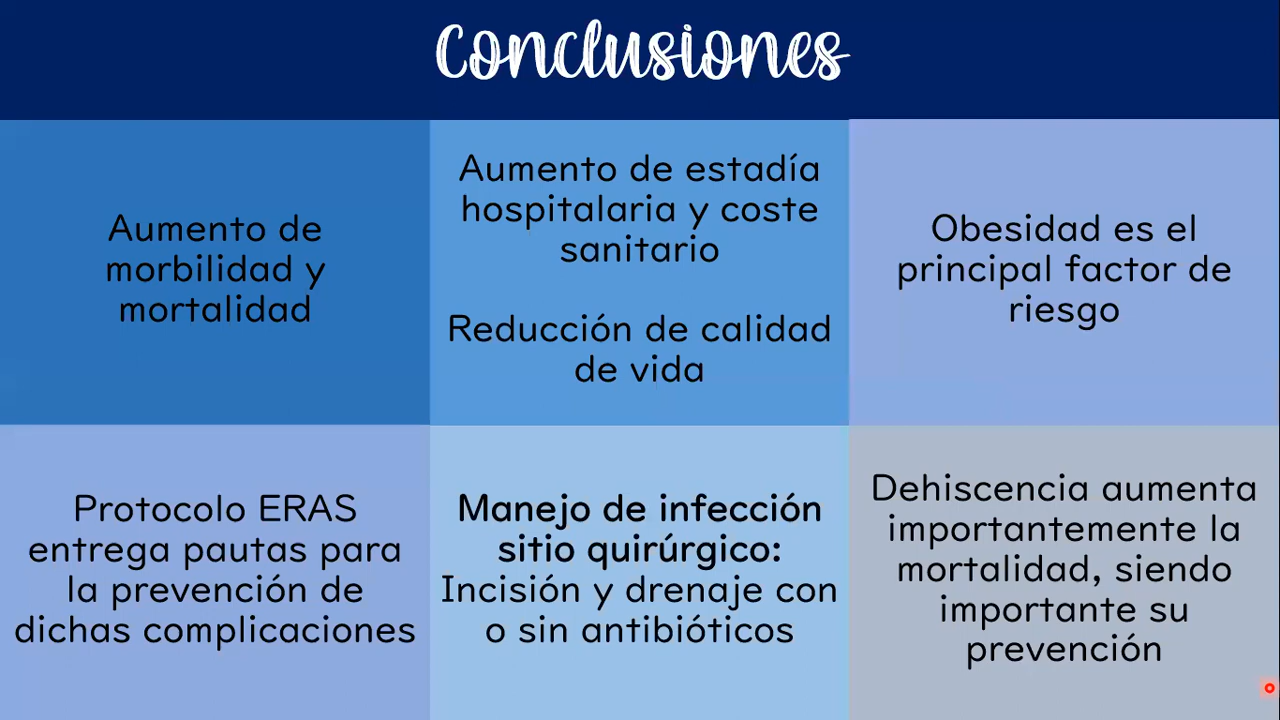 Conclusiones
Aumento de
morbilidad y
mortalidad
Aumento de estadía
hospitalaria y coste
sanitario
Reducción de calidad
de vida
Obesidad es el
principal factor de
riesgo
Protocolo ERAS
entrega pautas para
la prevención de
dichas complicaciones
Manejo de infección
sitio quirúrgico:
Incisión y drenaje con
o sin antibióticos
Dehiscencia aumenta
importantemente la
mortalidad, siendo
importante su
prevención